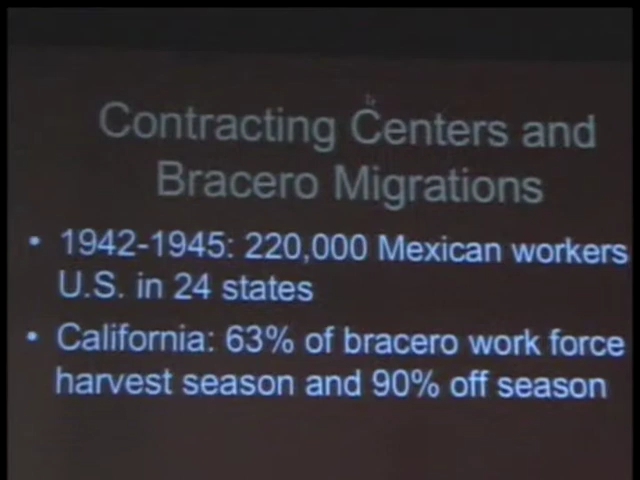 Contracting Centers and
Bracero Migrations
• 1942-1945: 220,000 Mexican workers
U.S. in 24 states
• California: 63% of bracero work force
harvest season and 90% off season